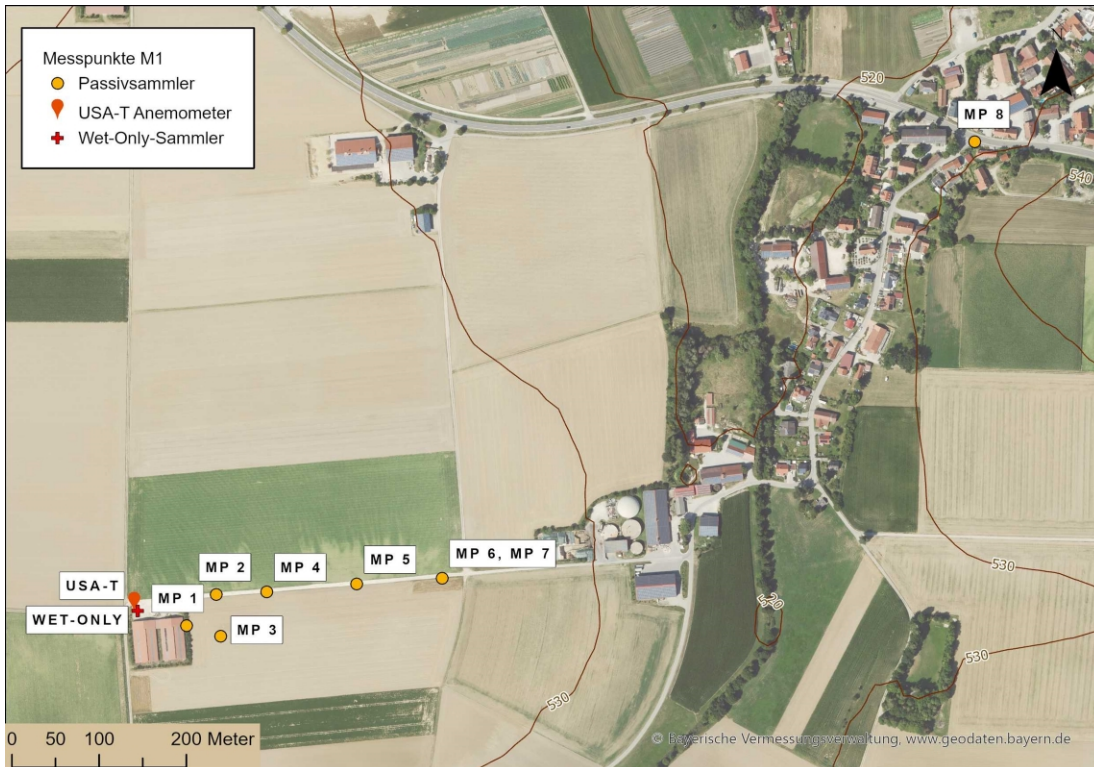 Messpunkte M1
Passivsammler
USA-T Anemometer
Wet-Only-Sammler
N
520
MP 8
540
MP 6, MP 7
MP 5
MP 4
MP 2
USA-T
MP 1
WET-ONLY
MP 3
530
520
530
530
0 50 100 200 Meter
© Bayerische Vermessungsverwaltung, www.geodaten.bayern.de